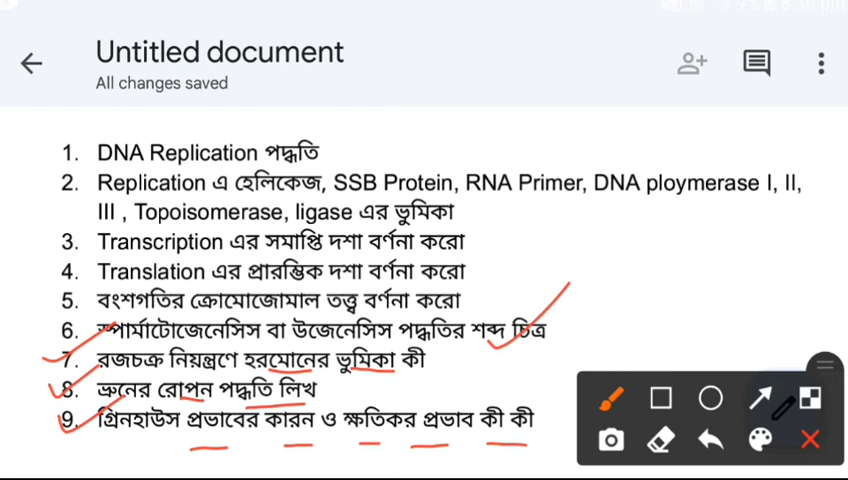 Untitled document
All changes saved
1. DNA Replication পদ্ধতি
2. Replication এ হেলিকেজ, SSB Protein, RNA Primer, DNA ploymerase I, II,
III , Topoisomerase, ligase এর ভুমিকা
3. Transcription এর সমাপ্তি দশা বর্ণনা করো
4. Translation এর প্রারম্ভিক দশা বর্ণনা করো
5. বংশগতির ক্রোমোজোমাল তত্ত্ব বর্ণনা করো
6. স্পার্মাটোজেনেসিস বা উজেনেসিস পদ্ধতির শব্দ চিত্র
7. রজচক্র নিয়ন্ত্রণে হরমোনের ভুমিকা কী
8. ভ্রুনের রোপন পদ্ধতি লিখ
9. গ্রিনহাউস প্রভাবের কারন ও ক্ষতিকর প্রভাব কী কী